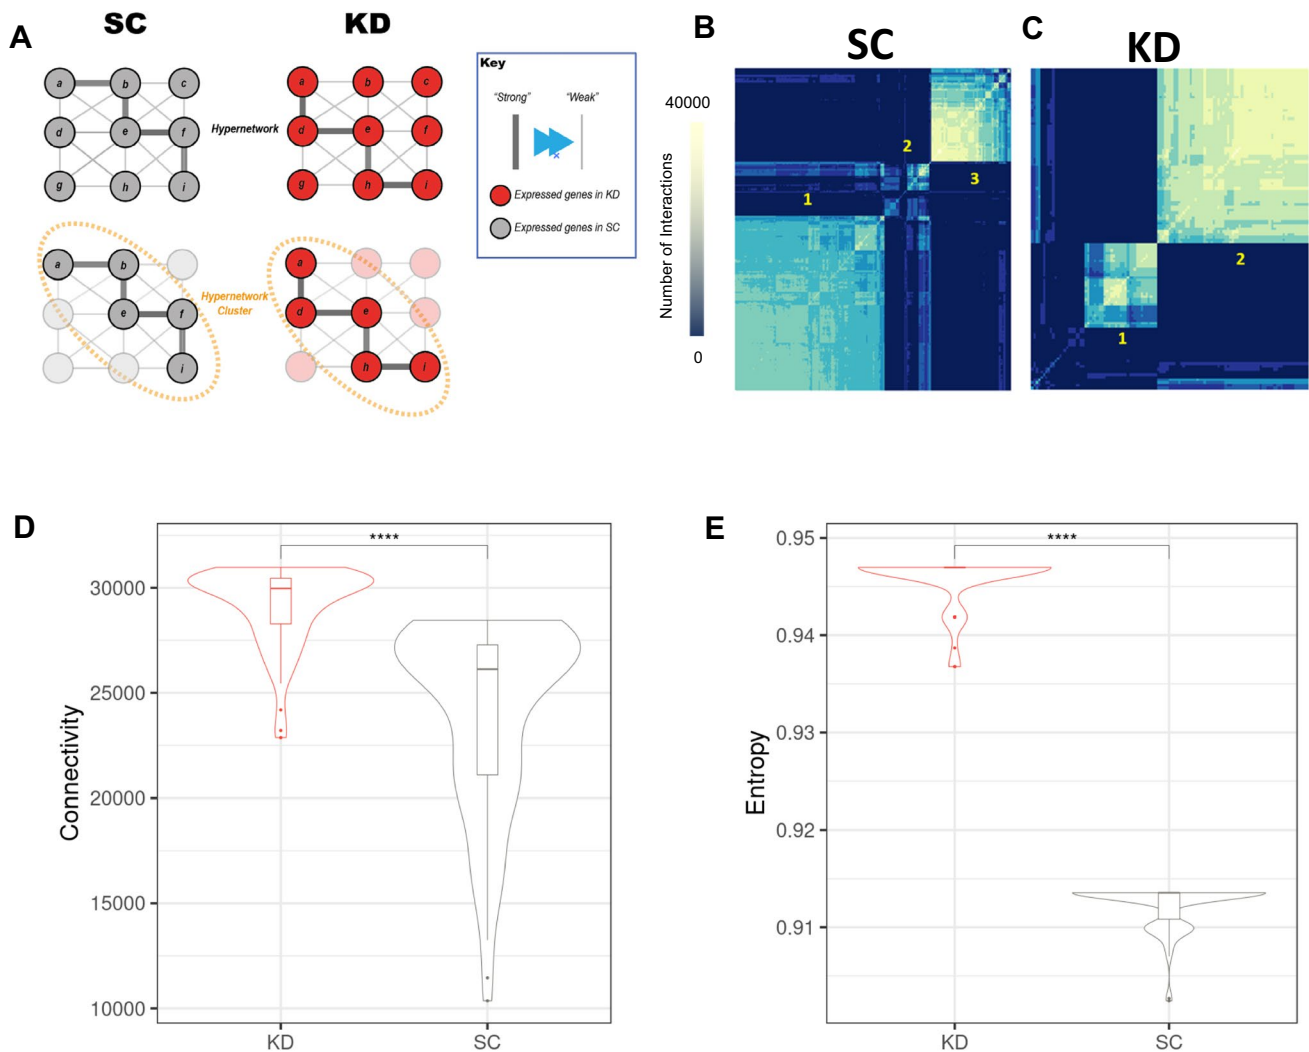 A
SC
KD
a
b
c
d
e
f
g
h
i
Hypernetwork
a
b
c
d
e
f
g
h
i
Key
"Strong"
"Weak"
x
Expressed genes in KD
Expressed genes in SC
a
b
e
f
i
Hypernetwork
Cluster
a
d
e
h
i
B
SC
40000
Number of Interactions
0
1
2
3
C
KD
1
2
D
****
Connectivity
30000
25000
20000
15000
10000
KD
SC
E
****
Entropy
0.95
0.94
0.93
0.92
0.91
KD
SC